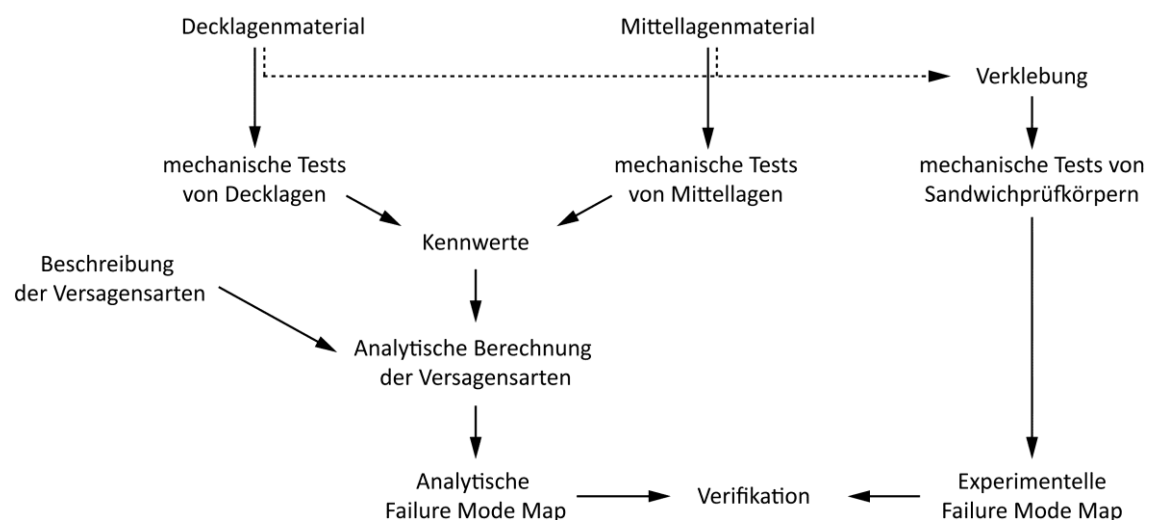 Decklagenmaterial
Mittellagenmaterial
Verklebung
mechanische Tests
von Decklagen
mechanische Tests
von Mittellagen
mechanische Tests von
Sandwichprüfkörpern
Kennwerte
Beschreibung
der Versagensarten
Analytische Berechnung
der Versagensarten
Analytische
Failure Mode Map
Verifikation
Experimentelle
Failure Mode Map